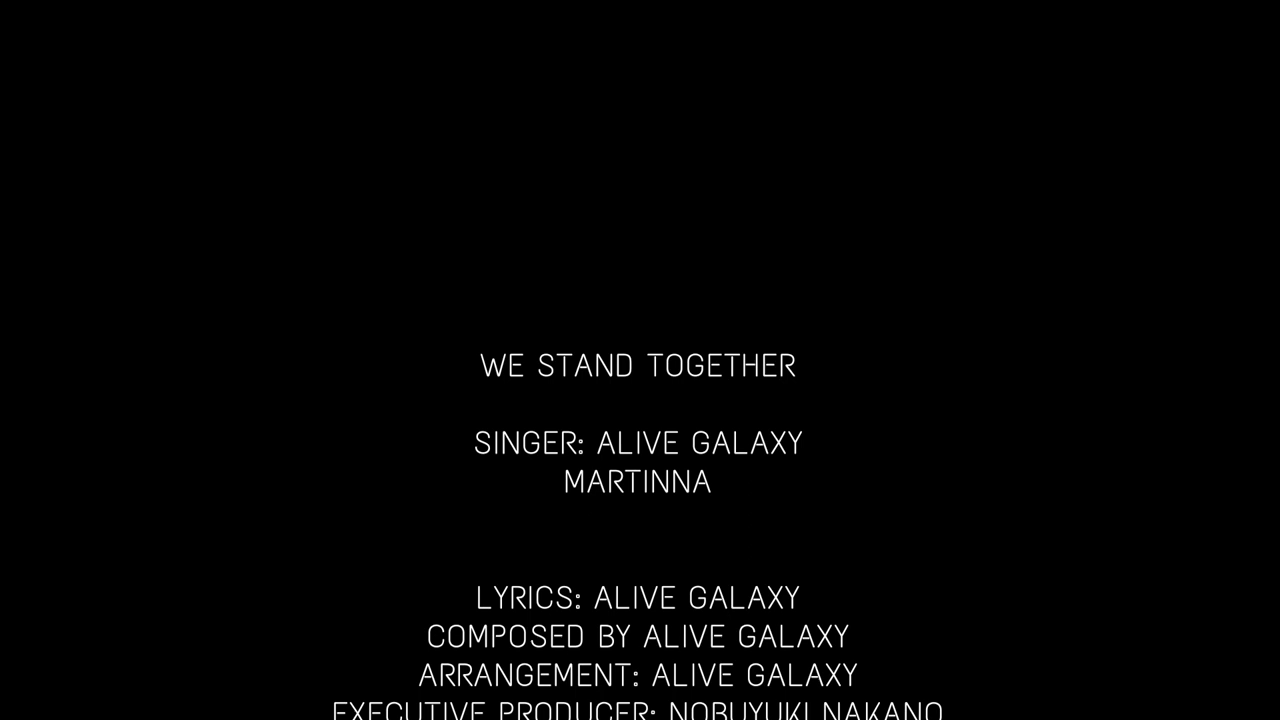 WE STAND TOGETHER
SINGER: ALIVE GALAXY
MARTINNA
LYRICS: ALIVE GALAXY
COMPOSED BY ALIVE GALAXY
ARRANGEMENT: ALIVE GALAXY
EXECUTIVE PRODUCER: NOBUYUKI NAKANO